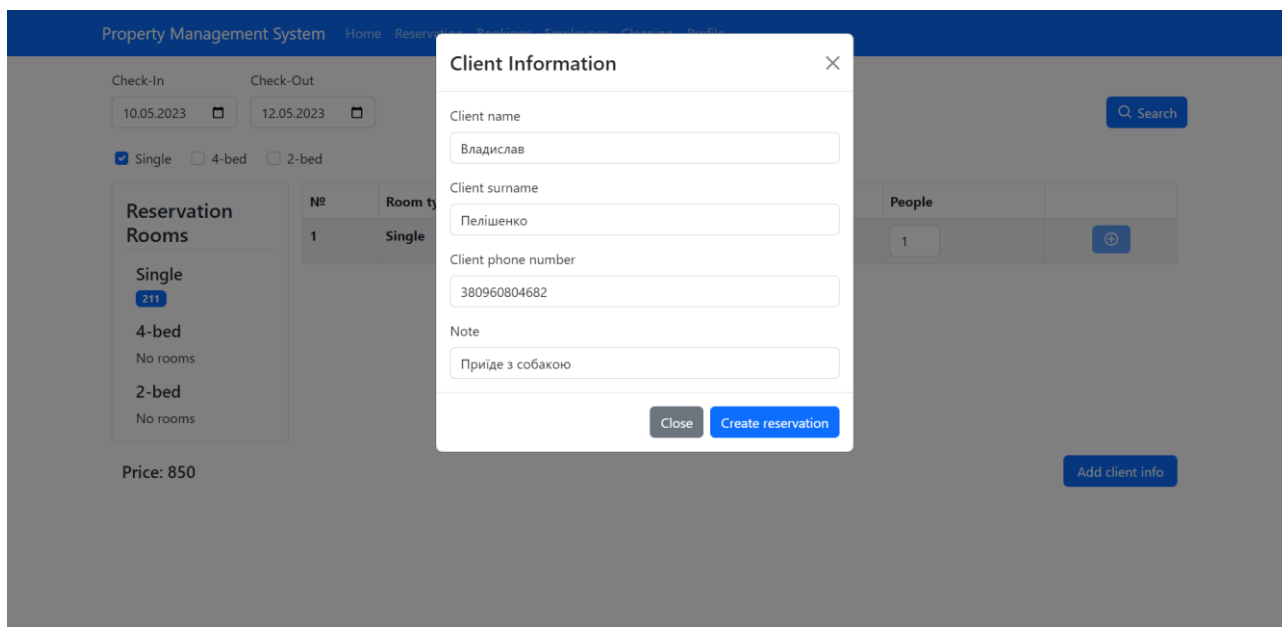 Property Management System Home
Client Information
Check-In Check-Out
10.05.2023 12.05.2023
Client name
Владислав
Search
Single 4-bed 2-bed
Client surname
Пелішенко
Reservation
Rooms
№ Room People
1 Single 1
Client phone number
380960804682
Single
211
4-bed
No rooms
Note
Приїде з собакою
2-bed
No rooms
Close Create reservation
Price: 850 Add client info